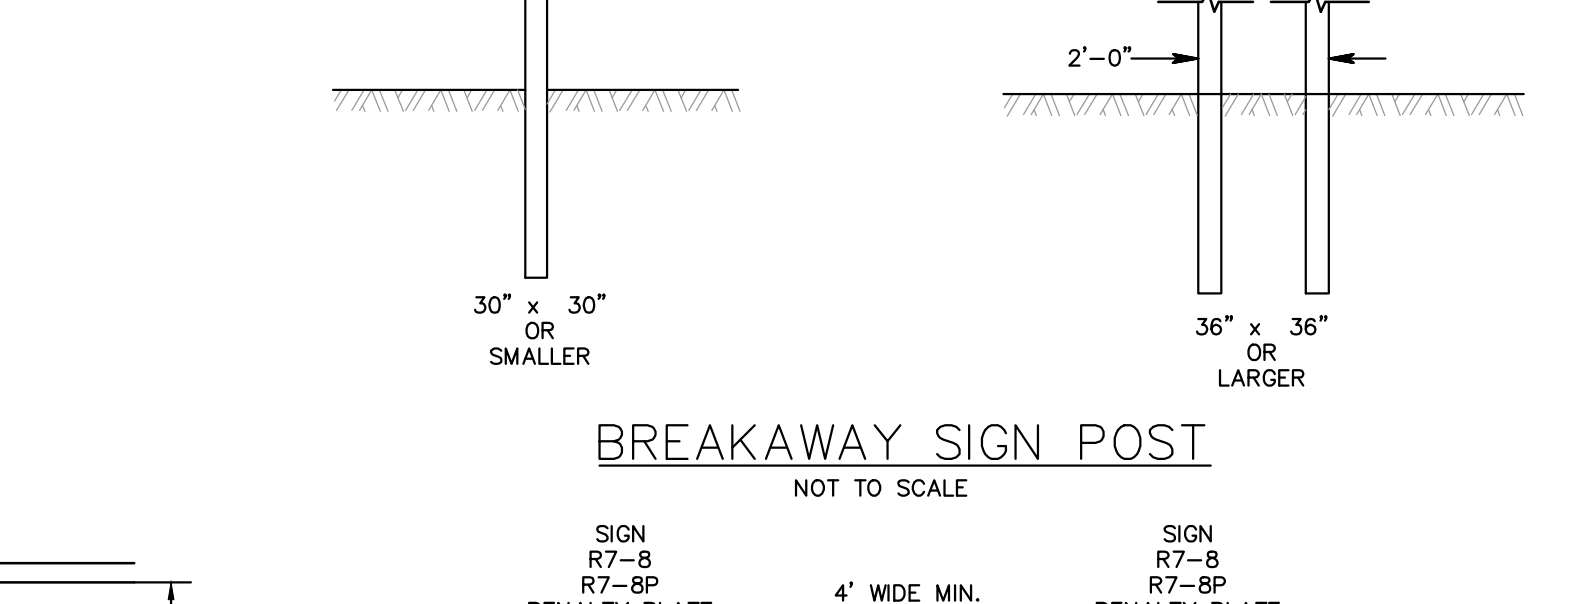 2'-0"
30" x 30"
OR
SMALLER
36" x 36"
OR
LARGER
BREAKAWAY SIGN POST
NOT TO SCALE
SIGN
R7-8
R7-8P
4' WIDE MIN.
SIGN
R7-8
R7-8P